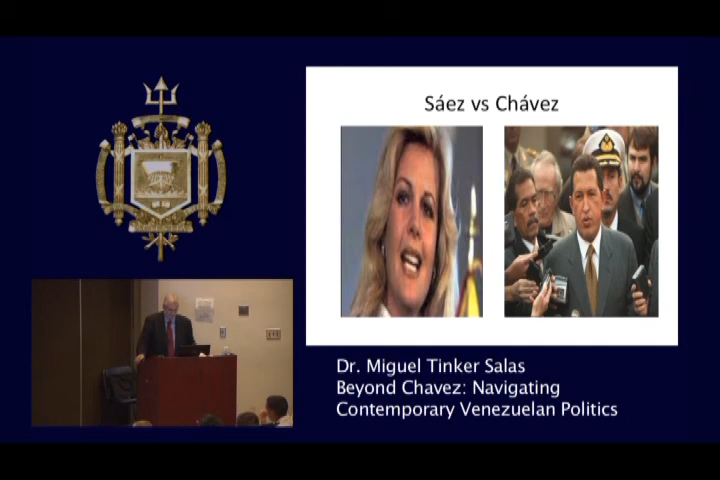 Sáez vs Chávez
Dr. Miguel Tinker Salas
Beyond Chavez: Navigating
Contemporary Venezuelan Politics